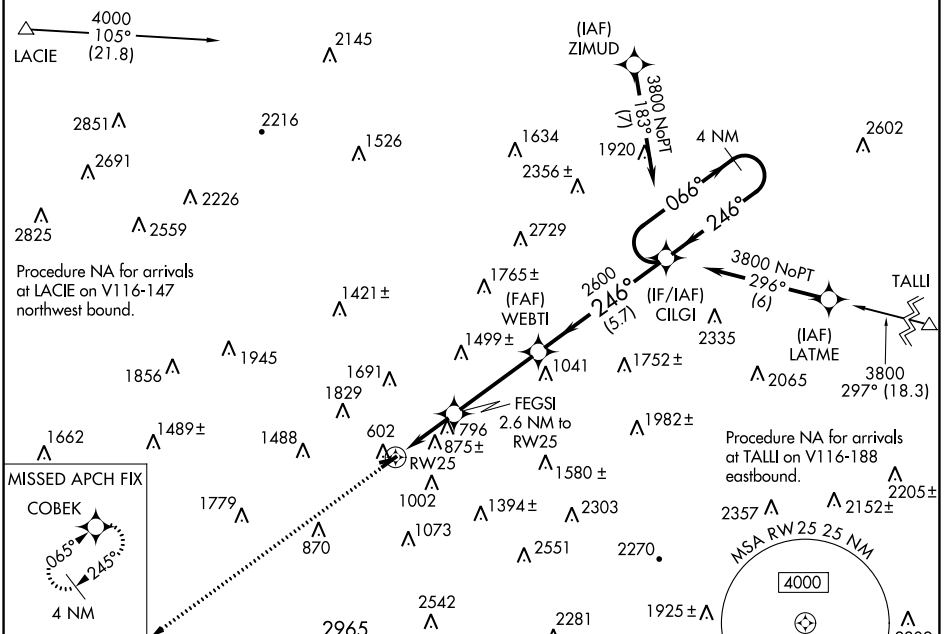 4000
105°
(21.8)
LACIE
2145
(IAF)
ZIMUD
3800 NoPT
183°
(7)
4 NM
2851
2216
1526
1634
1920
2602
2691
2356±
2226
066°
246°
2825
2559
2729
Procedure NA for arrivals
at LACIE on V116-147
northwest bound.
1765±
2600
246°
(5.7)
(IF/IAF)
CILGI
3800 NoPT
296°
(6)
TALLI
1421±
(FAF)
WEBTI
2335
(IAF)
LATME
1945
1499±
1856
1041
1752±
3800
297° (18.3)
1691
2065
1829
FEGSI
2.6 NM to
RW25
796
1982±
1662
1489±
1488
602
875±
RW25
Procedure NA for arrivals
at TALLI on V116-188
eastbound.
1580 ±
MISSED APCH FIX
COBEK
065°
245°
4 NM
1002
2205±
1779
1394±
2303
2357
2152±
870
1073
2551
2270
MSA RW25 25 NM
4000
2542
2965
2281
1925±